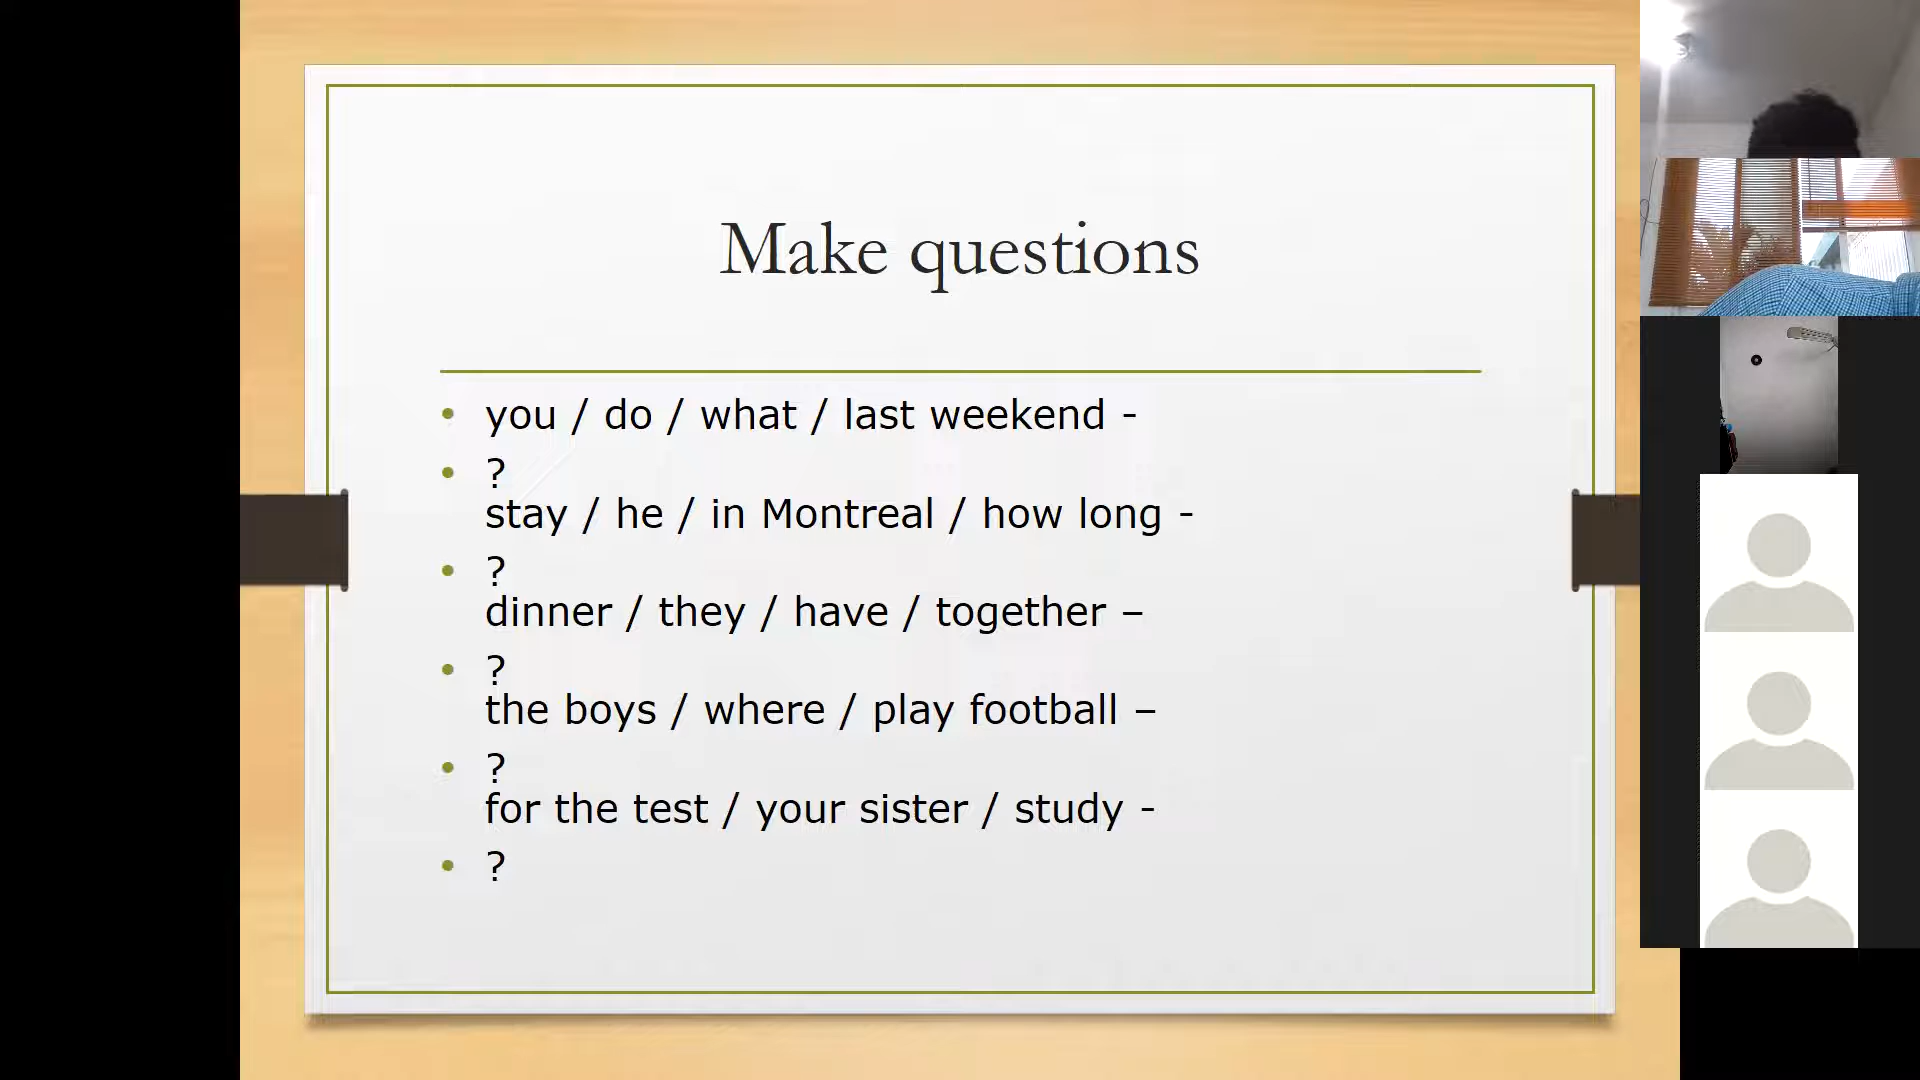 Make questions
you / do / what / last weekend -
?
stay / he / in Montreal / how long -
?
dinner / they / have / together –
?
the boys / where / play football –
?
for the test / your sister / study -
?